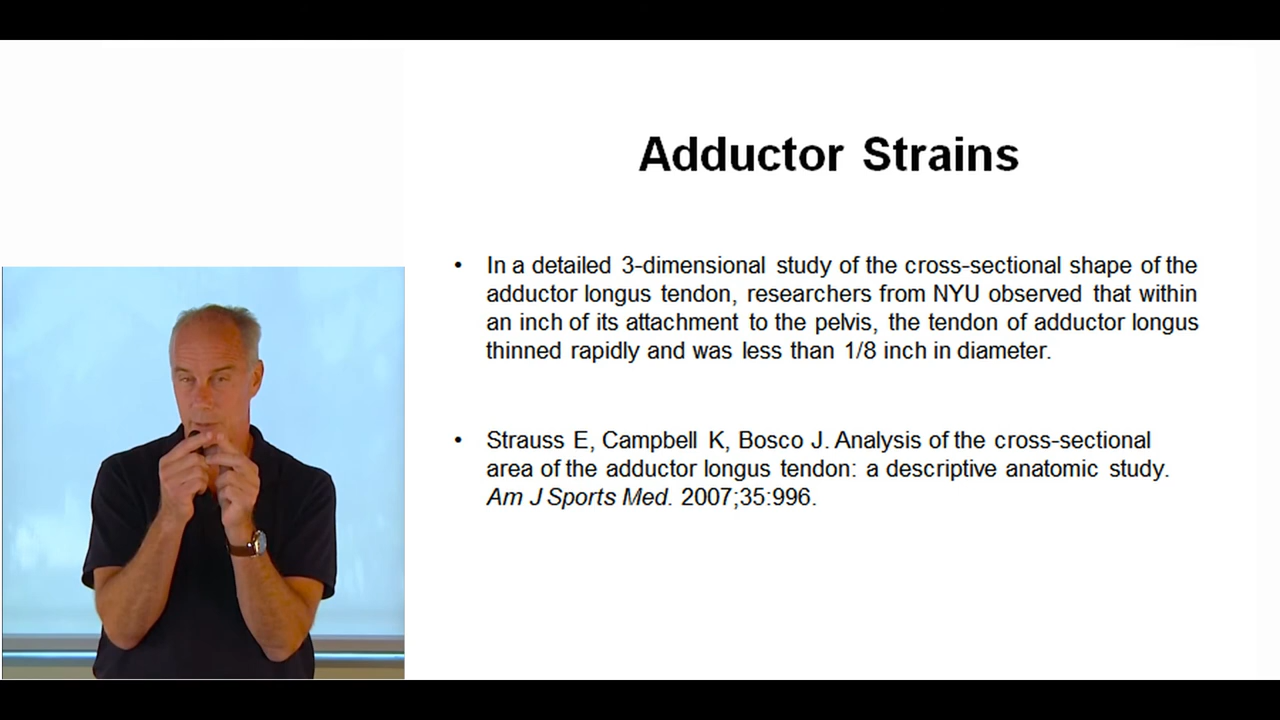 Adductor Strains
• In a detailed 3-dimensional study of the cross-sectional shape of the
adductor longus tendon, researchers from NYU observed that within
an inch of its attachment to the pelvis, the tendon of adductor longus
thinned rapidly and was less than 1/8 inch in diameter.
• Strauss E, Campbell K, Bosco J. Analysis of the cross-sectional
area of the adductor longus tendon: a descriptive anatomic study.
Am J Sports Med. 2007;35:996.